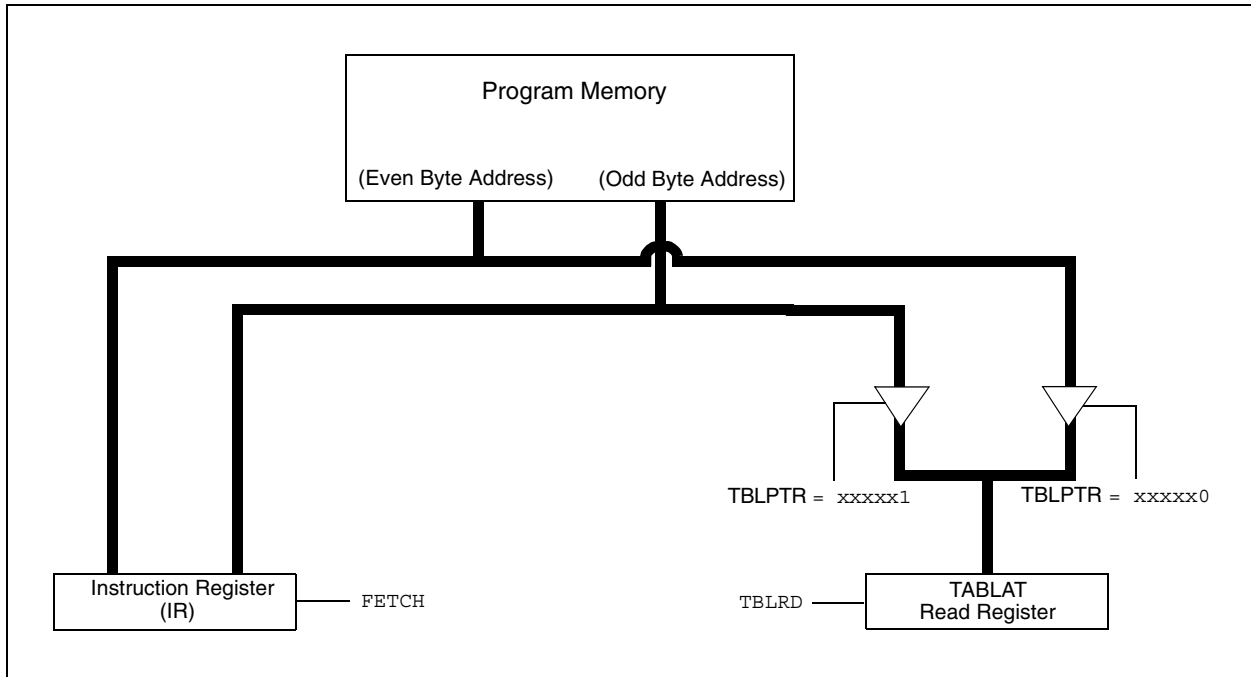 Program Memory
(Even Byte Address) (Odd Byte Address)
TBLPTR = xxxxx1
TBLPTR = xxxxx0
Instruction Register
(IR)
FETCH
TBLRD
TABLAT
Read Register